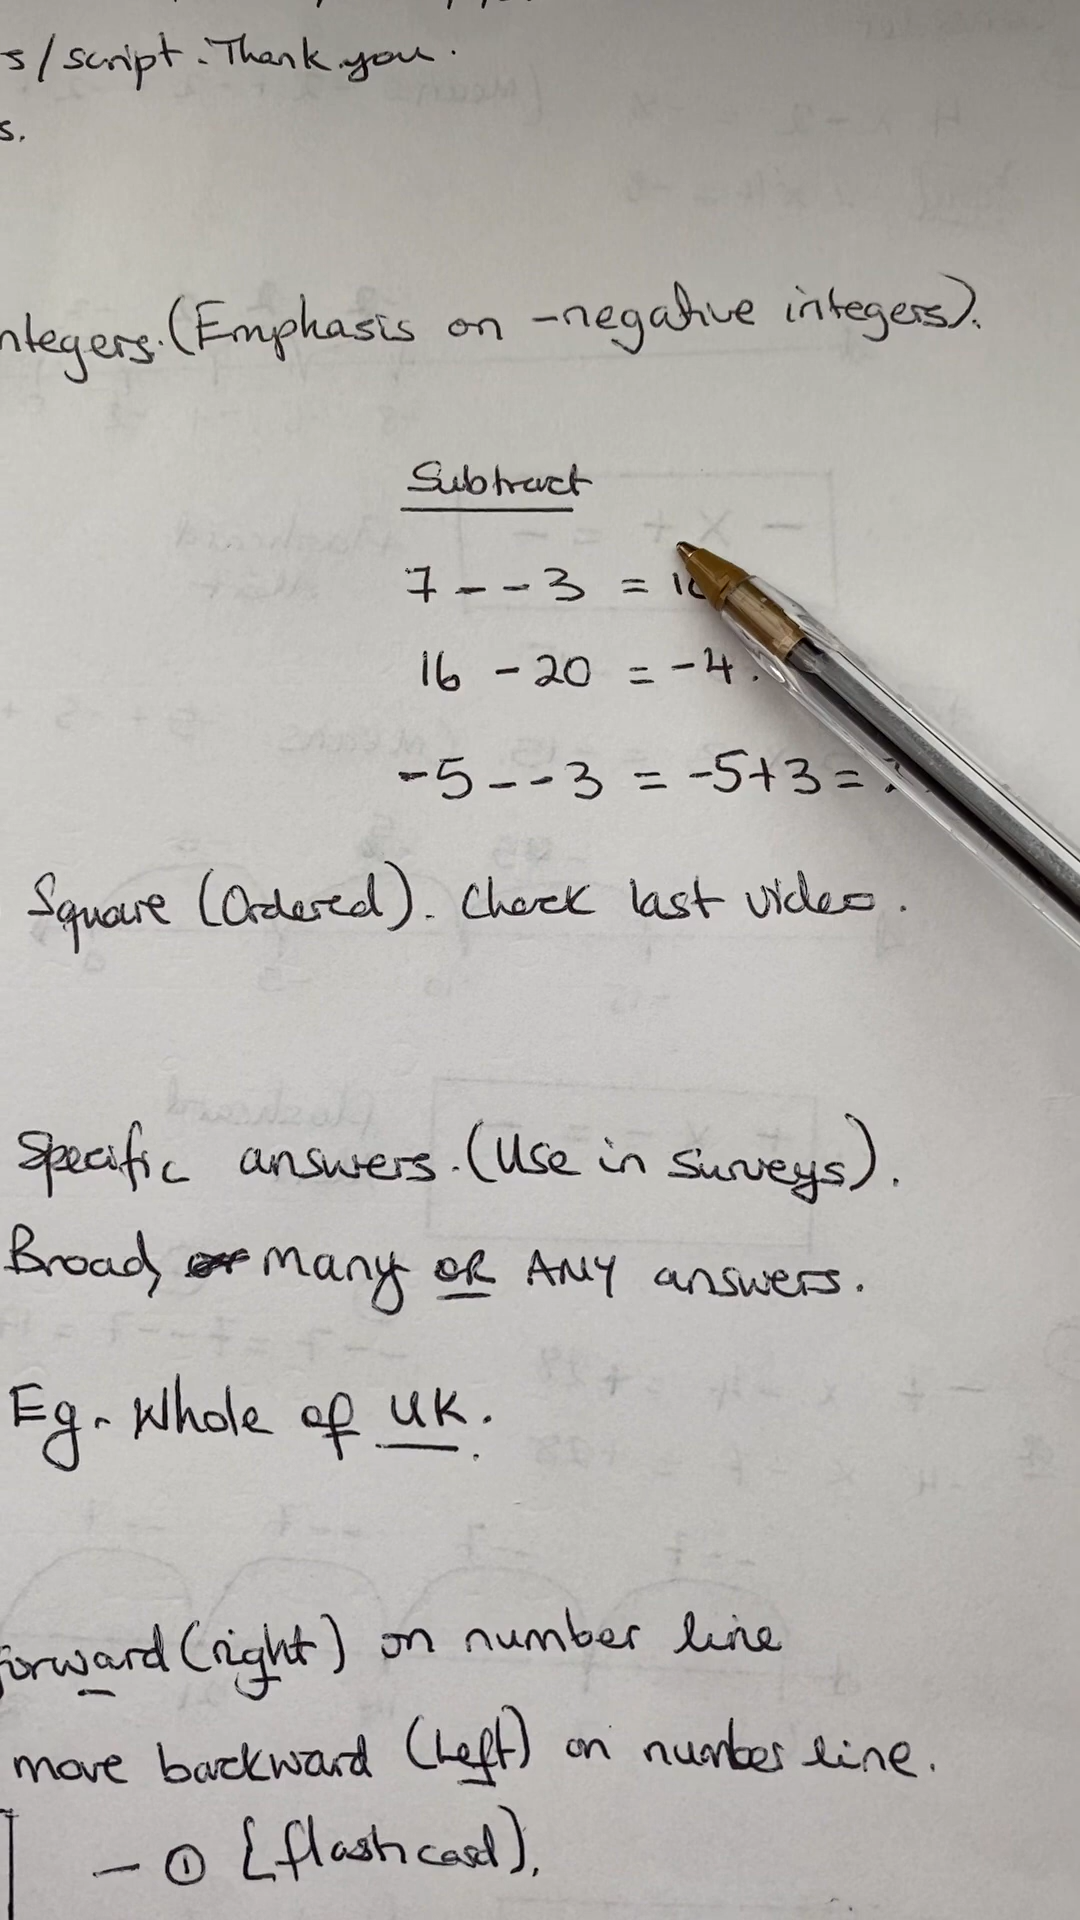 s/script. Thank you.
s.
ntegers. (Emphasis on -negative integers).
Subtract
7 - -3 = 10
16 - 20 = -4.
-5 - -3 = -5+3 =
Square (Ordered). Check last video.
Specific answers. (Use in surveys).
Broad, many OR ANY answers.
Eg. Whole of UK.
forward (right) on number line
move backward (Left) on number line.
- ① [flashcard).